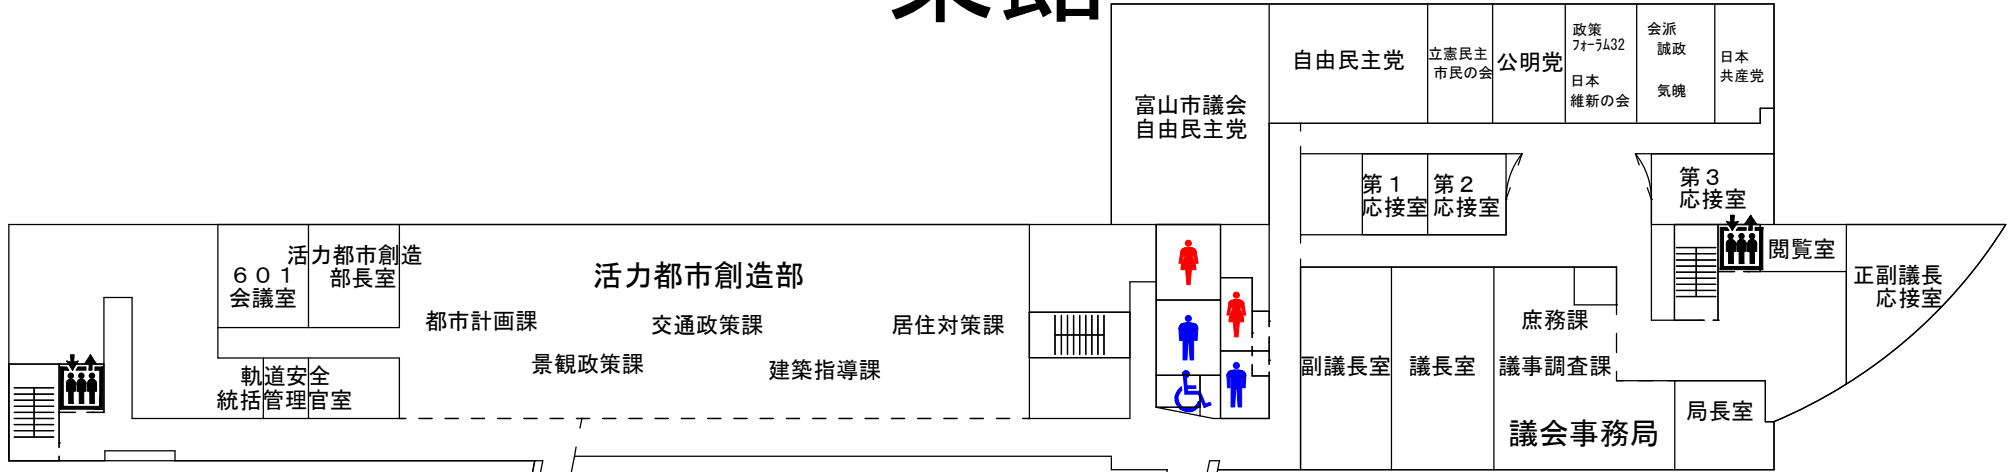 富山市議会
自由民主党
自由民主党
立憲民主
市民の会
公明党
政策
フォーラム32
日本
維新の会
会派
誠政
気魄
日本
共産党
第１
応接室
第２
応接室
第３
応接室
６０１
会議室
活力都市創造
部長室
活力都市創造部
都市計画課
交通政策課
居住対策課
景観政策課
建築指導課
軌道安全
統括管理官室
副議長室
議長室
庶務課
議事調査課
議会事務局
局長室
閲覧室
正副議長
応接室